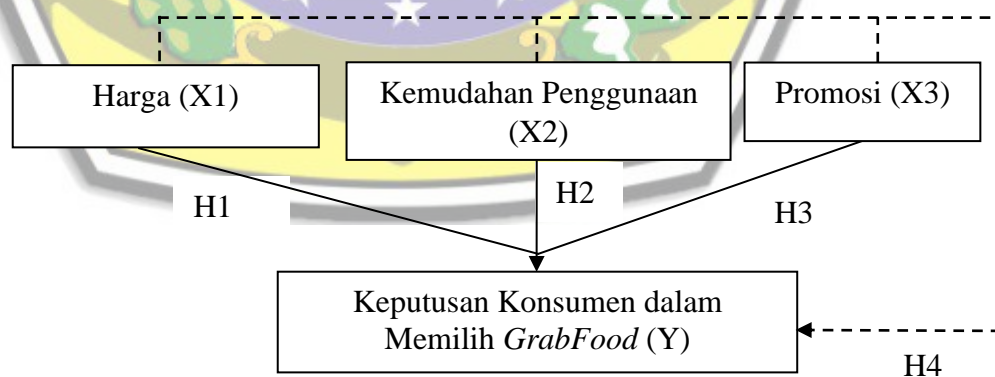 Harga (X1)
Kemudahan Penggunaan
(X2)
Promosi (X3)
H1
H2
H3
Keputusan Konsumen dalam
Memilih GrabFood (Y)
H4